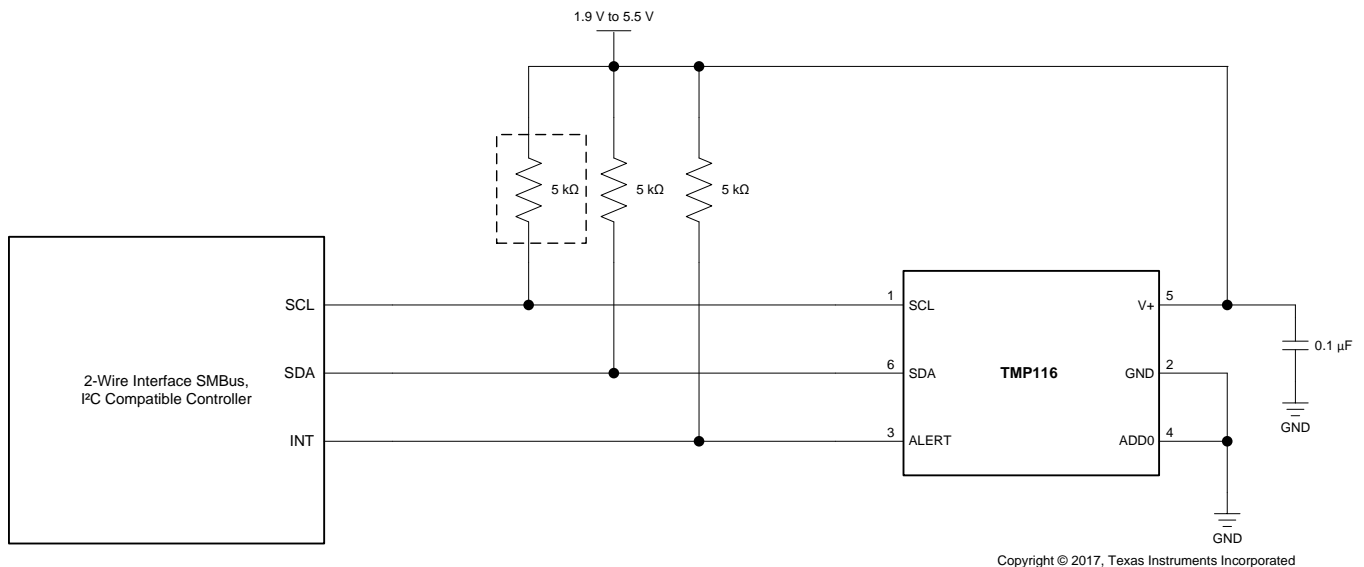 1.9 V to 5.5 V
5 kΩ
5 kΩ
5 kΩ
2-Wire Interface SMBus,
I²C Compatible Controller
SCL
SDA
INT
1
SCL
6
SDA
3
ALERT
TMP116
V+
5
GND
2
ADD0
4
0.1 µF
GND
GND
Copyright © 2017, Texas Instruments Incorporated